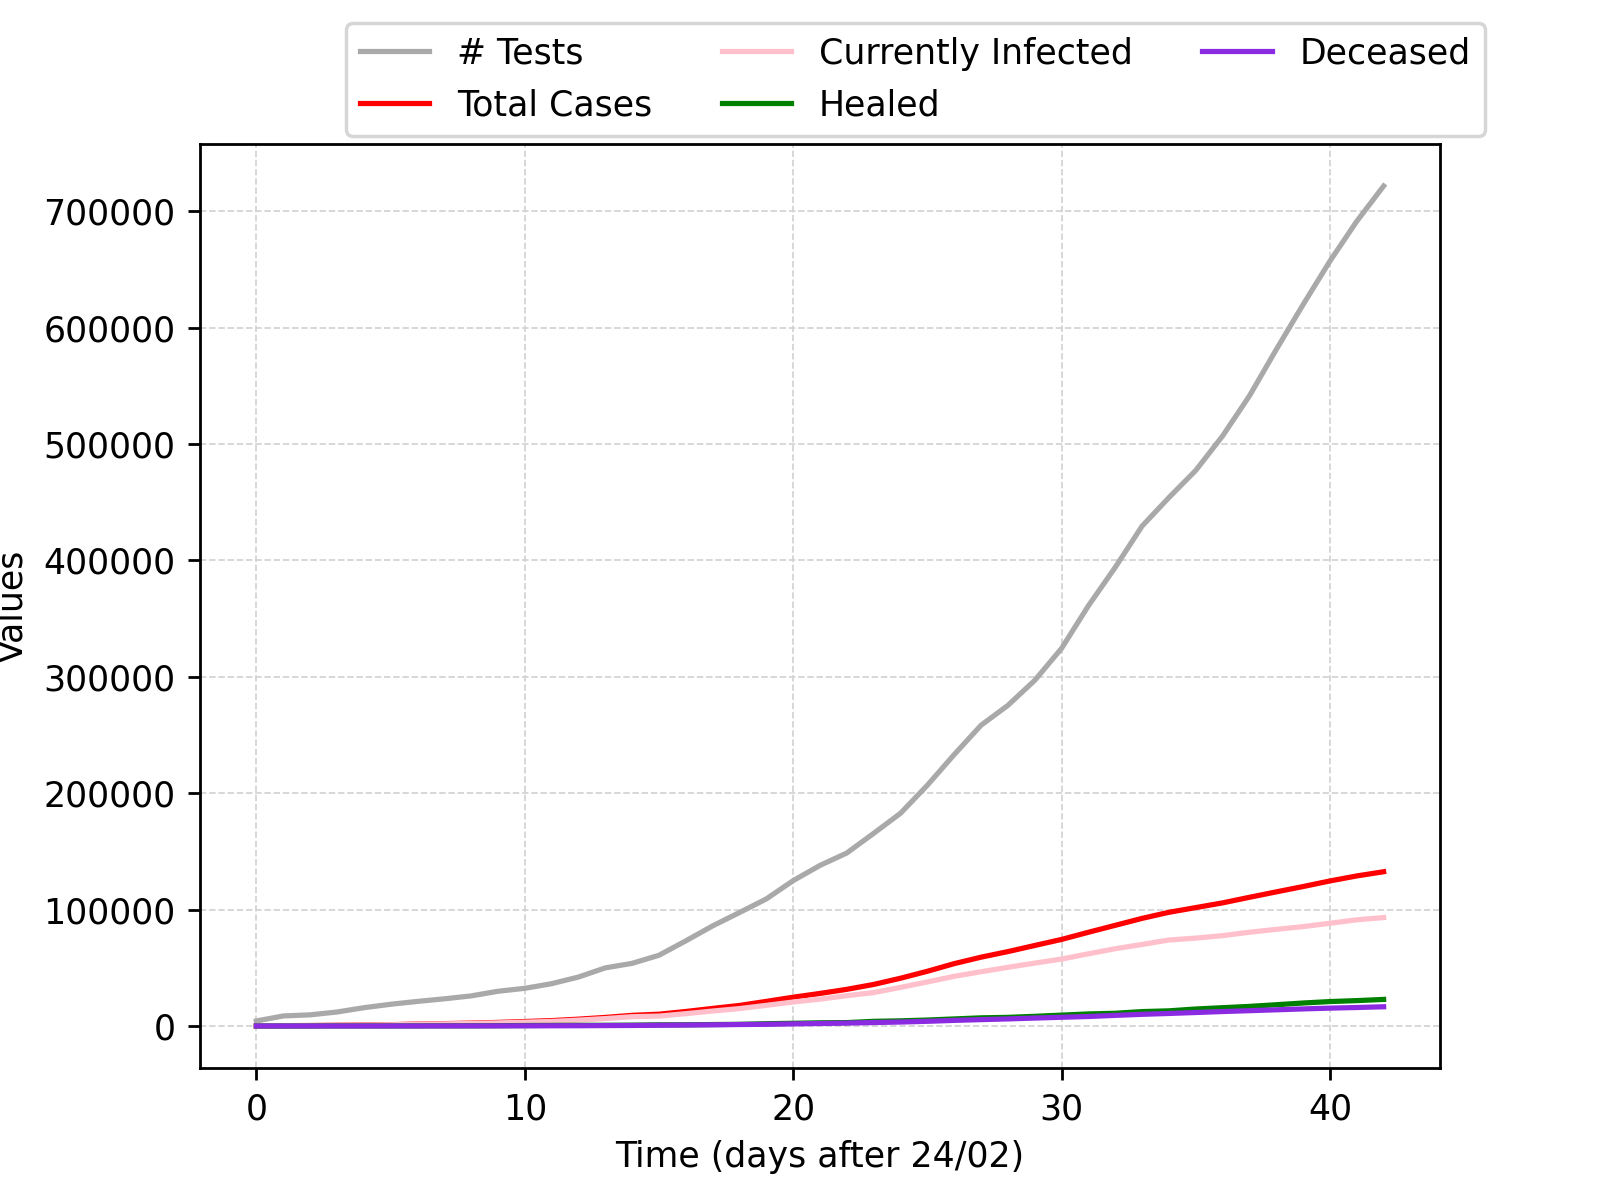 # Tests
Currently Infected
Deceased
Total Cases
Healed
700000
600000
500000
400000
300000
200000
100000
0
Values
0
10
20
30
40
Time (days after 24/02)